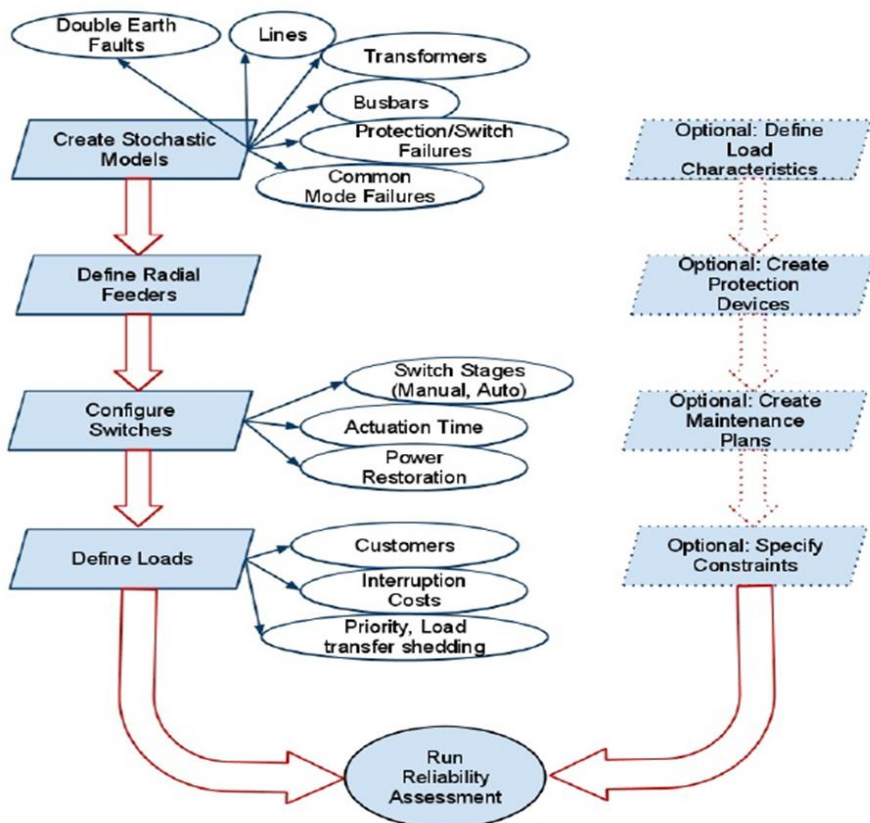 Double Earth
Faults
Lines
Transformers
Busbars
Protection/Switch
Failures
Common
Mode Failures
Create Stochastic
Models
Define Radial
Feeders
Configure
Switches
Switch Stages
(Manual, Auto)
Actuation Time
Power
Restoration
Define Loads
Customers
Interruption
Costs
Priority, Load
transfer shedding
Optional: Define
Load
Characteristics
Optional: Create
Protection
Devices
Optional: Create
Maintenance
Plans
Optional: Specify
Constraints
Run
Reliability
Assessment